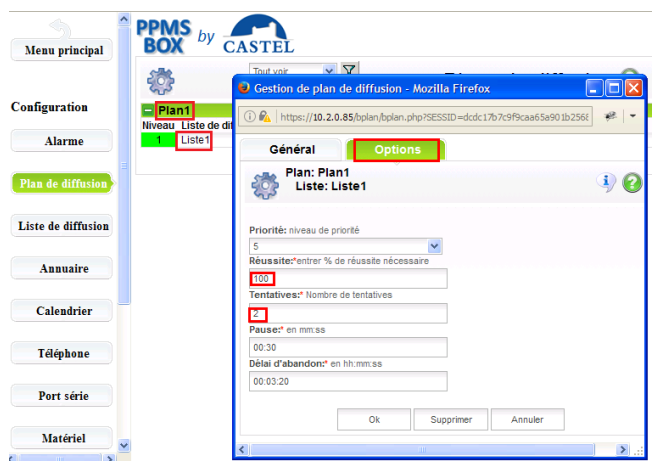 Menu principal
PPMS BOX by CASTEL
Configuration
Alarme
Plan de diffusion
Liste de diffusion
Annuaire
Calendrier
Téléphone
Port série
Matériel
Tout voir
Plan1
Niveau Liste de dif
1 Liste1
Gestion de plan de diffusion - Mozilla Firefox
https://10.2.0.85/bplan/bplan.php?SESSID=dcdc17b7c9f9caa65a901b256
Général Options
Plan: Plan1
Liste: Liste1
Priorité: niveau de priorité
5
Réussite:*entrer % de réussite nécessaire
100
Tentatives:* Nombre de tentatives
2
Pause:* en mm:ss
00:30
Délai d'abandon:* en hh:mm:ss
00:03:20
Ok Supprimer Annuler